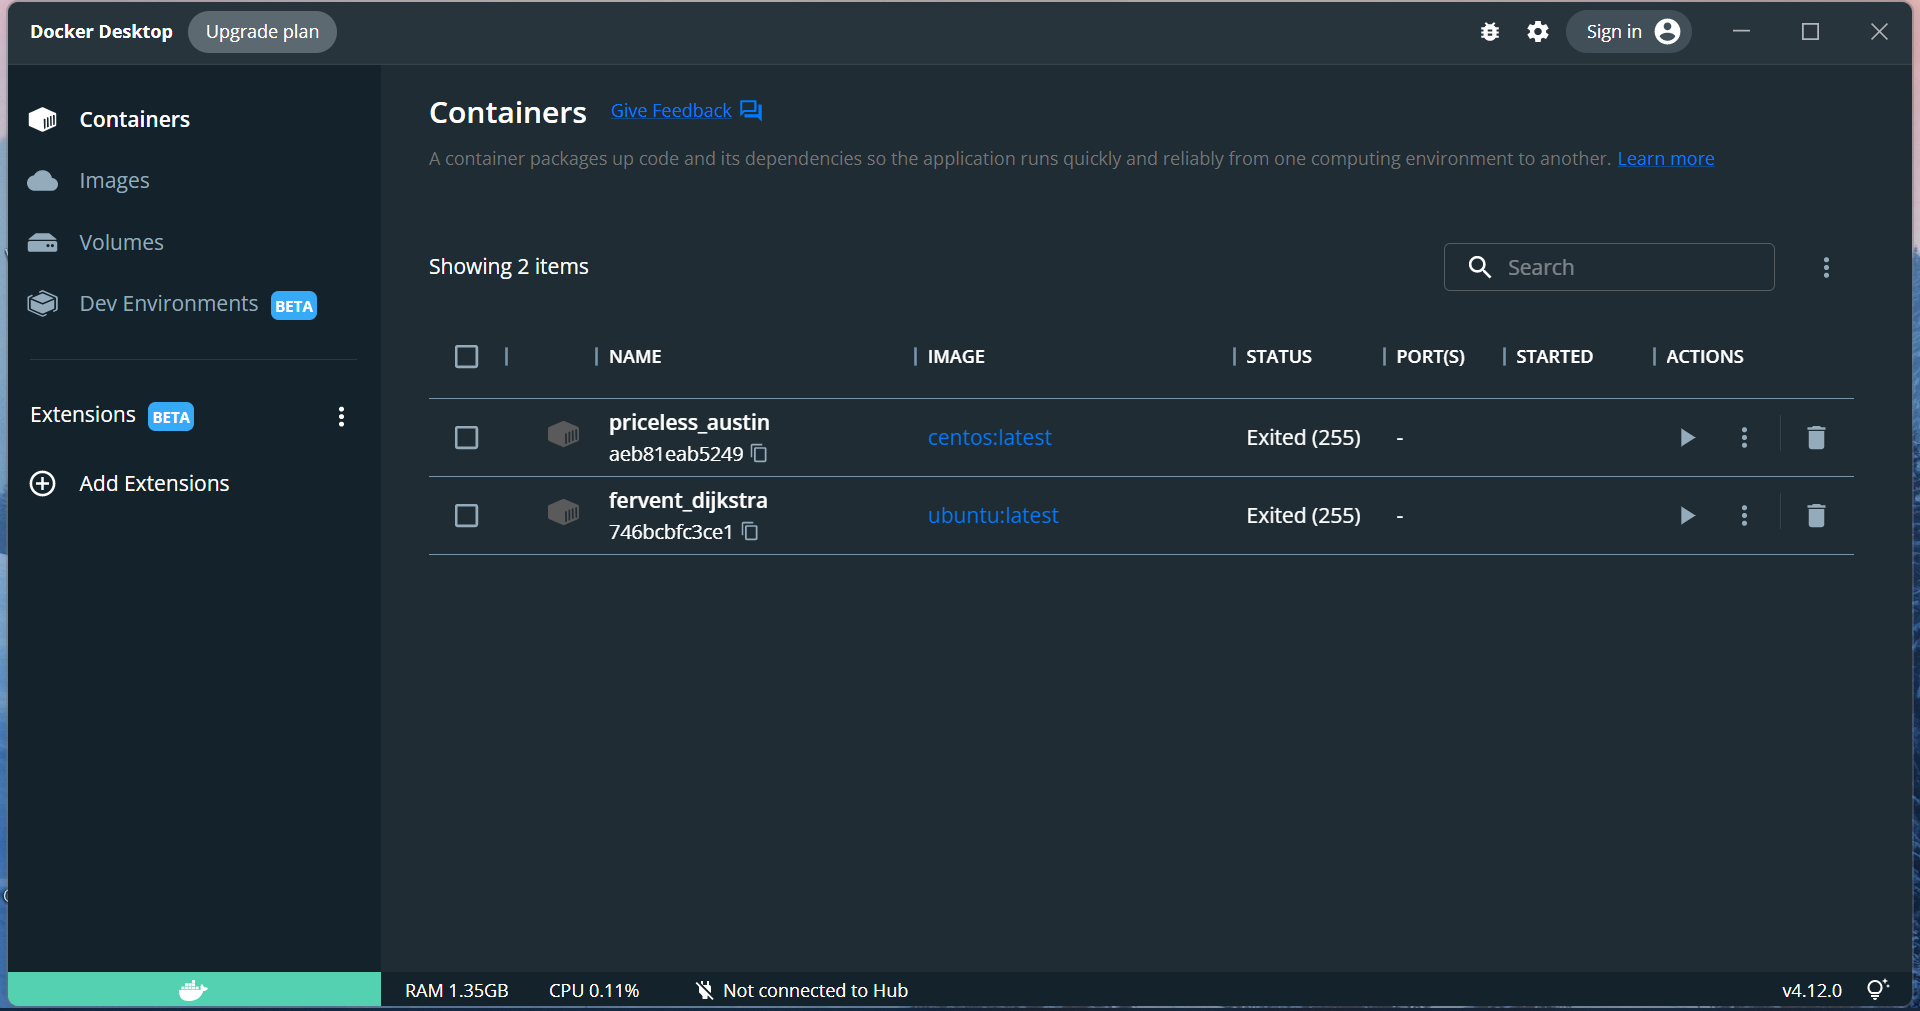 Docker Desktop Upgrade plan Sign in
Containers
Images
Volumes
Dev Environments BETA
Extensions BETA
Add Extensions
Containers Give Feedback
A container packages up code and its dependencies so the application runs quickly and reliably from one computing environment to another. Learn more
Showing 2 items Search
NAME IMAGE STATUS PORT(S) STARTED ACTIONS
priceless_austin
aeb81eab5249
centos:latest Exited (255) -
fervent_dijkstra
746bcbfc3ce1
ubuntu:latest Exited (255) -
RAM 1.35GB CPU 0.11% Not connected to Hub v4.12.0